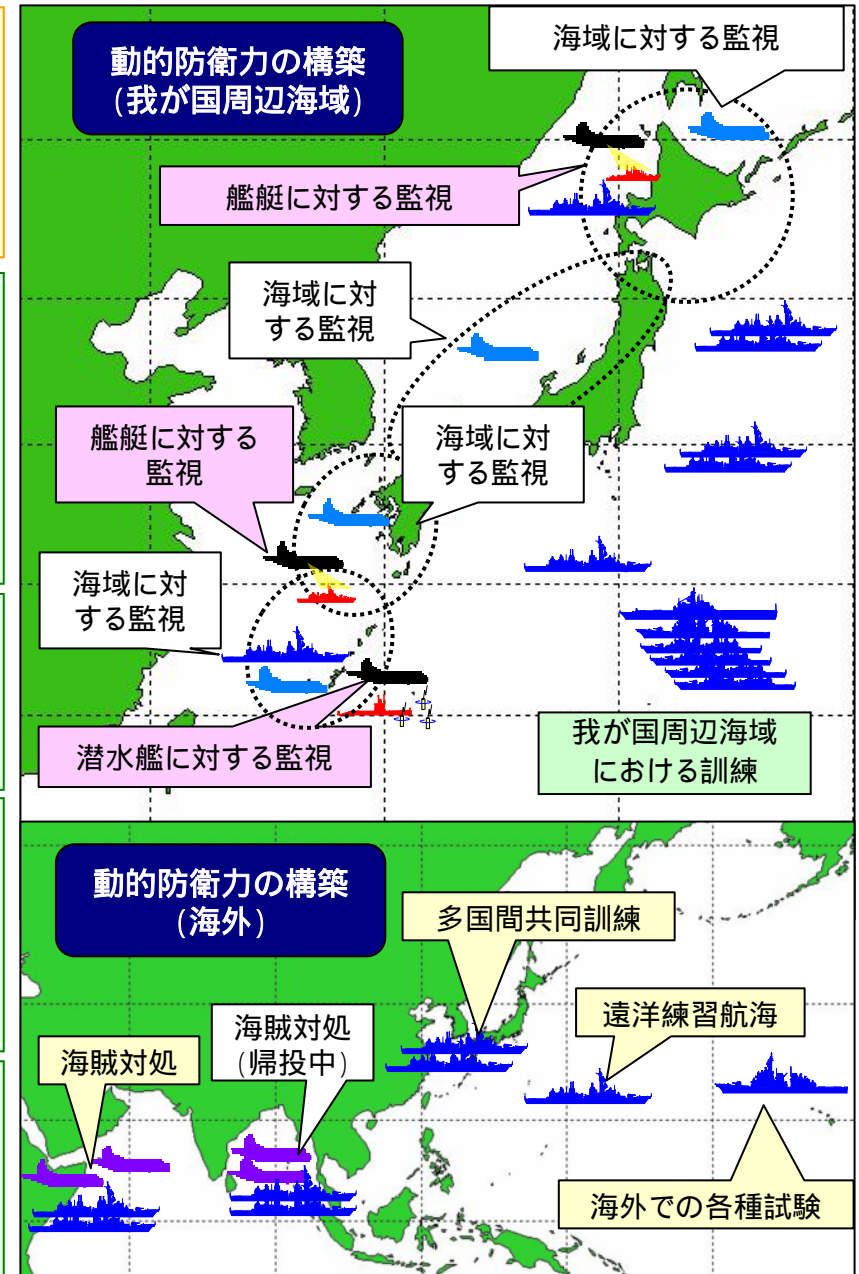 動的防衛力の構築
(我が国周辺海域)
海域に対する監視
艦艇に対する監視
海域に対
する監視
艦艇に対する
監視
海域に対
する監視
海域に対
する監視
潜水艦に対する監視
我が国周辺海域
における訓練
動的防衛力の構築
(海外)
多国間共同訓練
海賊対処
海賊対処
(帰投中)
遠洋練習航海
海外での各種試験